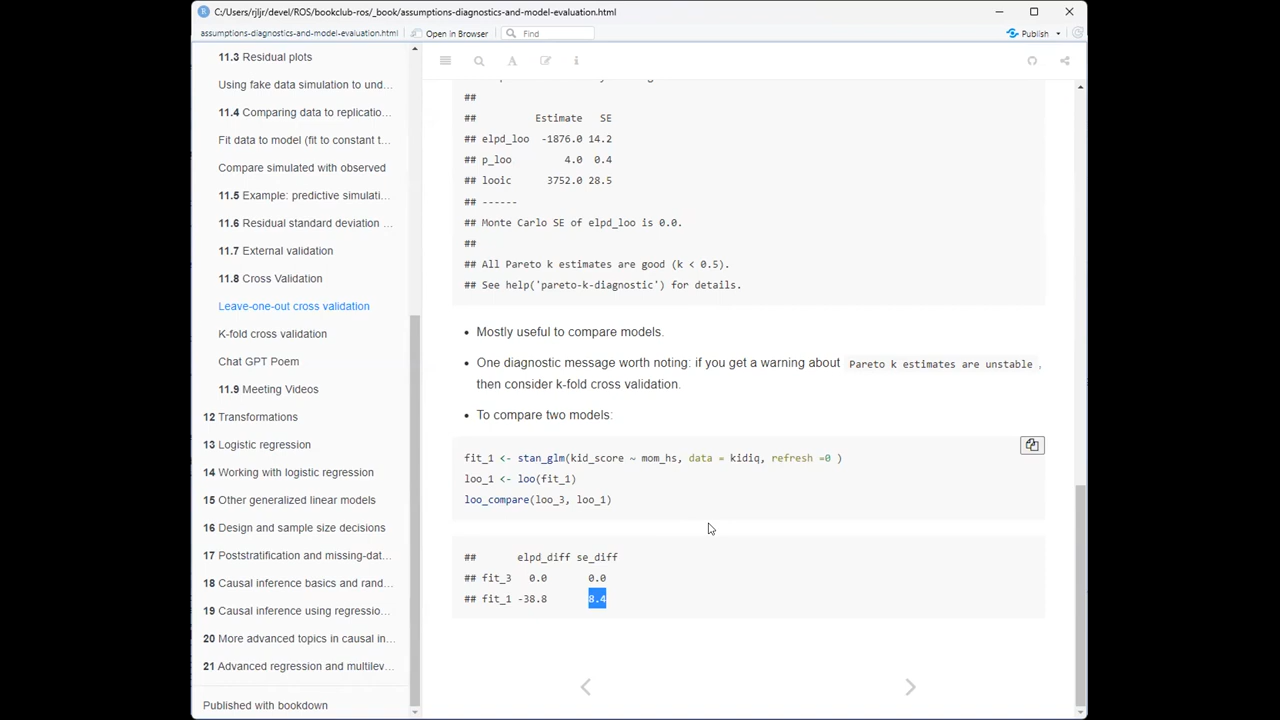 C:/Users/rjljr/devel/ROS/bookclub-ros/_book/assumptions-diagnostics-and-model-evaluation.html
assumptions-diagnostics-and-model-evaluation.html
Open in Browser
Find
Publish
11.3 Residual plots
Using fake data simulation to und...
11.4 Comparing data to replicatio...
Fit data to model (fit to constant t...
Compare simulated with observed
11.5 Example: predictive simulati...
11.6 Residual standard deviation ...
11.7 External validation
11.8 Cross Validation
Leave-one-out cross validation
K-fold cross validation
Chat GPT Poem
11.9 Meeting Videos
12 Transformations
13 Logistic regression
14 Working with logistic regression
15 Other generalized linear models
16 Design and sample size decisions
17 Poststratification and missing-dat...
18 Causal inference basics and rand...
19 Causal inference using regressio...
20 More advanced topics in causal in...
21 Advanced regression and multilev...
Published with bookdown
##
## Estimate SE
## elpd_loo -1876.0 14.2
## p_loo 4.0 0.4
## looic 3752.0 28.5
## ------
## Monte Carlo SE of elpd_loo is 0.0.
##
## All Pareto k estimates are good (k < 0.5).
## See help('pareto-k-diagnostic') for details.
• Mostly useful to compare models.
• One diagnostic message worth noting: if you get a warning about Pareto k estimates are unstable ,
then consider k-fold cross validation.
• To compare two models:
fit_1 <- stan_glm(kid_score ~ mom_hs, data = kidiq, refresh =0 )
loo_1 <- loo(fit_1)
loo_compare(loo_3, loo_1)
## elpd_diff se_diff
## fit_3 0.0 0.0
## fit_1 -38.8 8.4